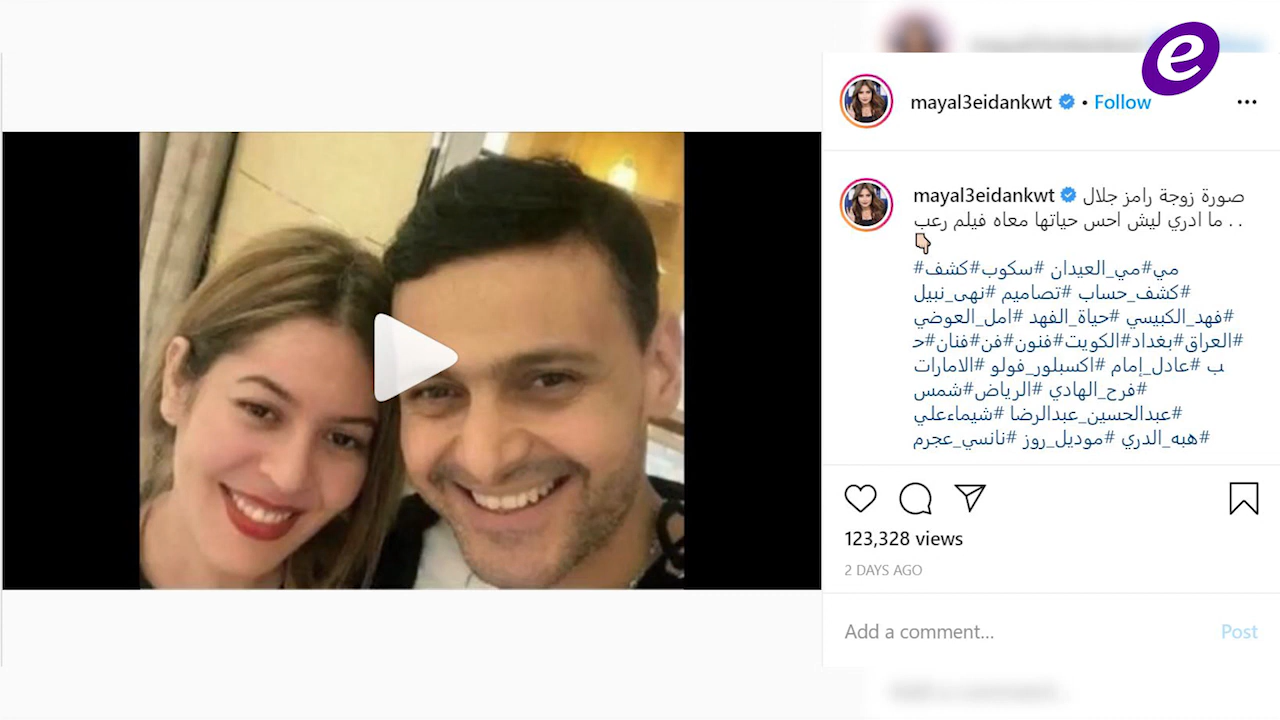 e
mayal3eidankwt • Follow
mayal3eidankwt صورة زوجة رامز جلال
. . ما ادري ليش احس حياتها معاه فيلم رعب
#مي#مي_العيدان #سكوب#كشف
#كشف_حساب #تصاميم #نهى_نبيل
#فهد_الكبيسي #حياة_الفهد #امل_العوضي
#العراق#بغداد#الكويت#فنون#فن#فنان#ح
ب #عادل_إمام #اكسبلور_فولو #الامارات
#فرح_الهادي #الرياض#شمس
#عبدالحسين_عبدالرضا #شيماءعلي
#هبه_الدري #موديل_روز #نانسي_عجرم
123,328 views
2 DAYS AGO
Add a comment... Post